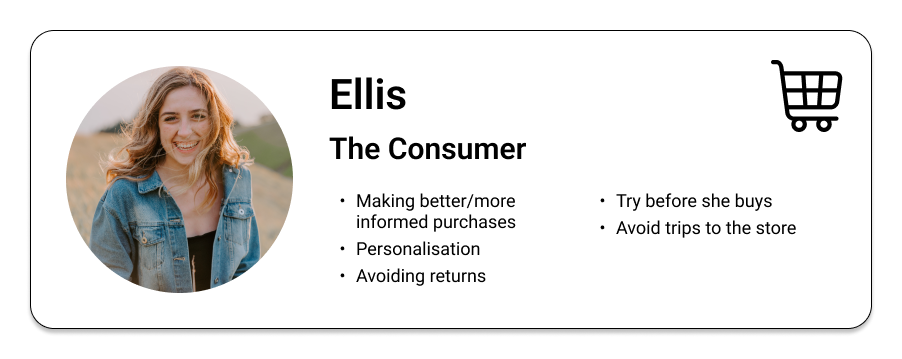 Ellis
The Consumer
• Making better/more
informed purchases
• Personalisation
• Avoiding returns
• Try before she buys
• Avoid trips to the store